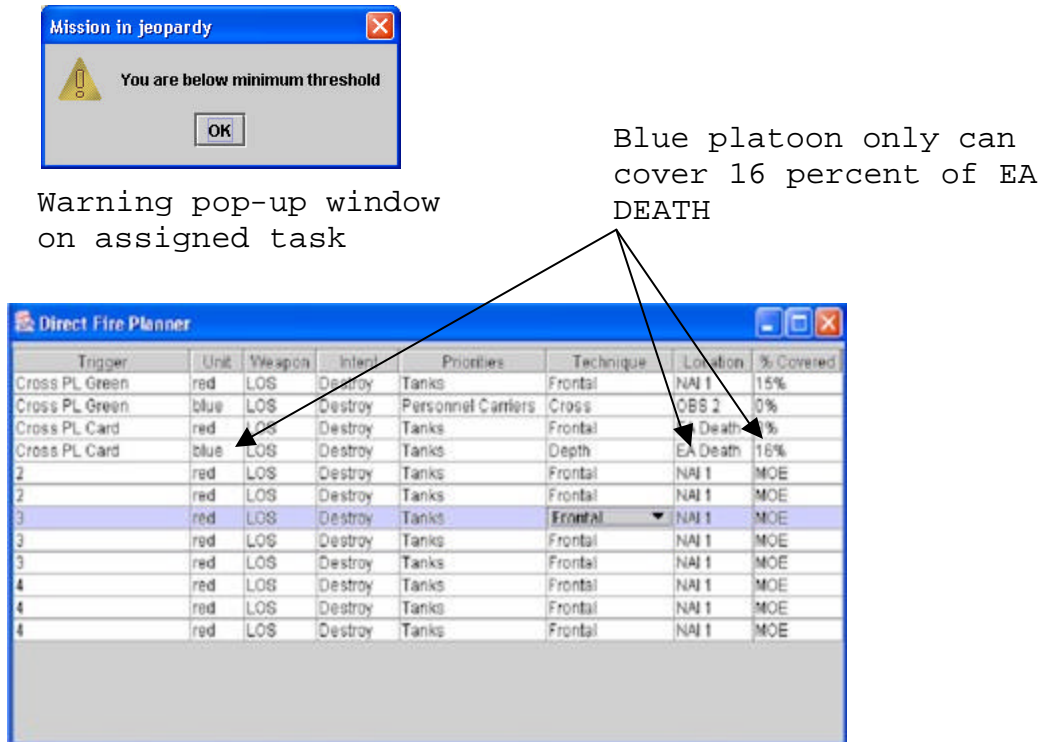 Mission in jeopardy
You are below minimum threshold
OK
Warning pop-up window
on assigned task
Blue platoon only can
cover 16 percent of EA
DEATH
Direct Fire Planner
Trigger Unit Weapon Intent Priorities Technique Location % Covered
Cross PL Green red LOS Destroy Tanks Frontal NAI 1 15%
Cross PL Green blue LOS Destroy Personnel Carriers Cross OBS 2 0%
Cross PL Card red LOS Destroy Tanks Frontal Death
Cross PL Card blue LOS Destroy Tanks Depth EA Death 16%
2 red LOS Destroy Tanks Frontal NAI 1 MOE
2 red LOS Destroy Tanks Frontal NAI 1 MOE
3 red LOS Destroy Tanks Frontal NAI 1 MOE
3 red LOS Destroy Tanks Frontal NAI 1 MOE
3 red LOS Destroy Tanks Frontal NAI 1 MOE
4 red LOS Destroy Tanks Frontal NAI 1 MOE
4 red LOS Destroy Tanks Frontal NAI 1 MOE
4 red LOS Destroy Tanks Frontal NAI 1 MOE